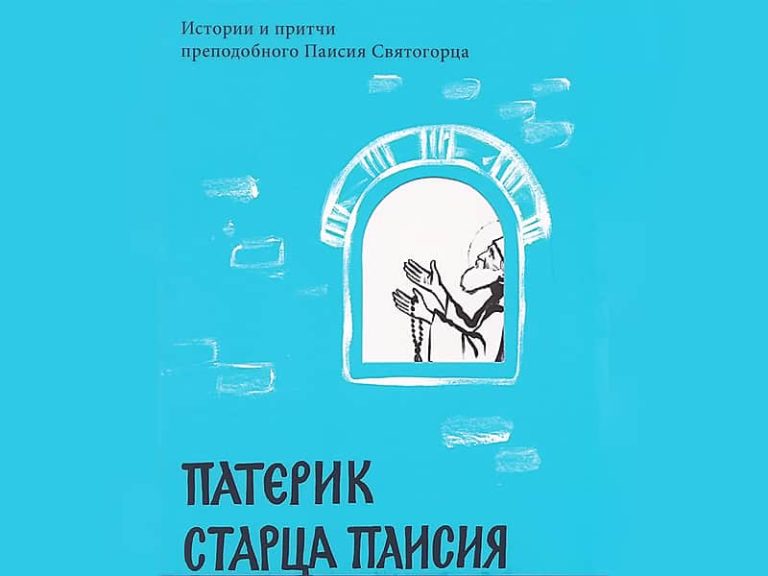 Истории и притчи
преподобного Паисия Святогорца
ПАТЕРИК
СТАРЦА ПАИСИЯ